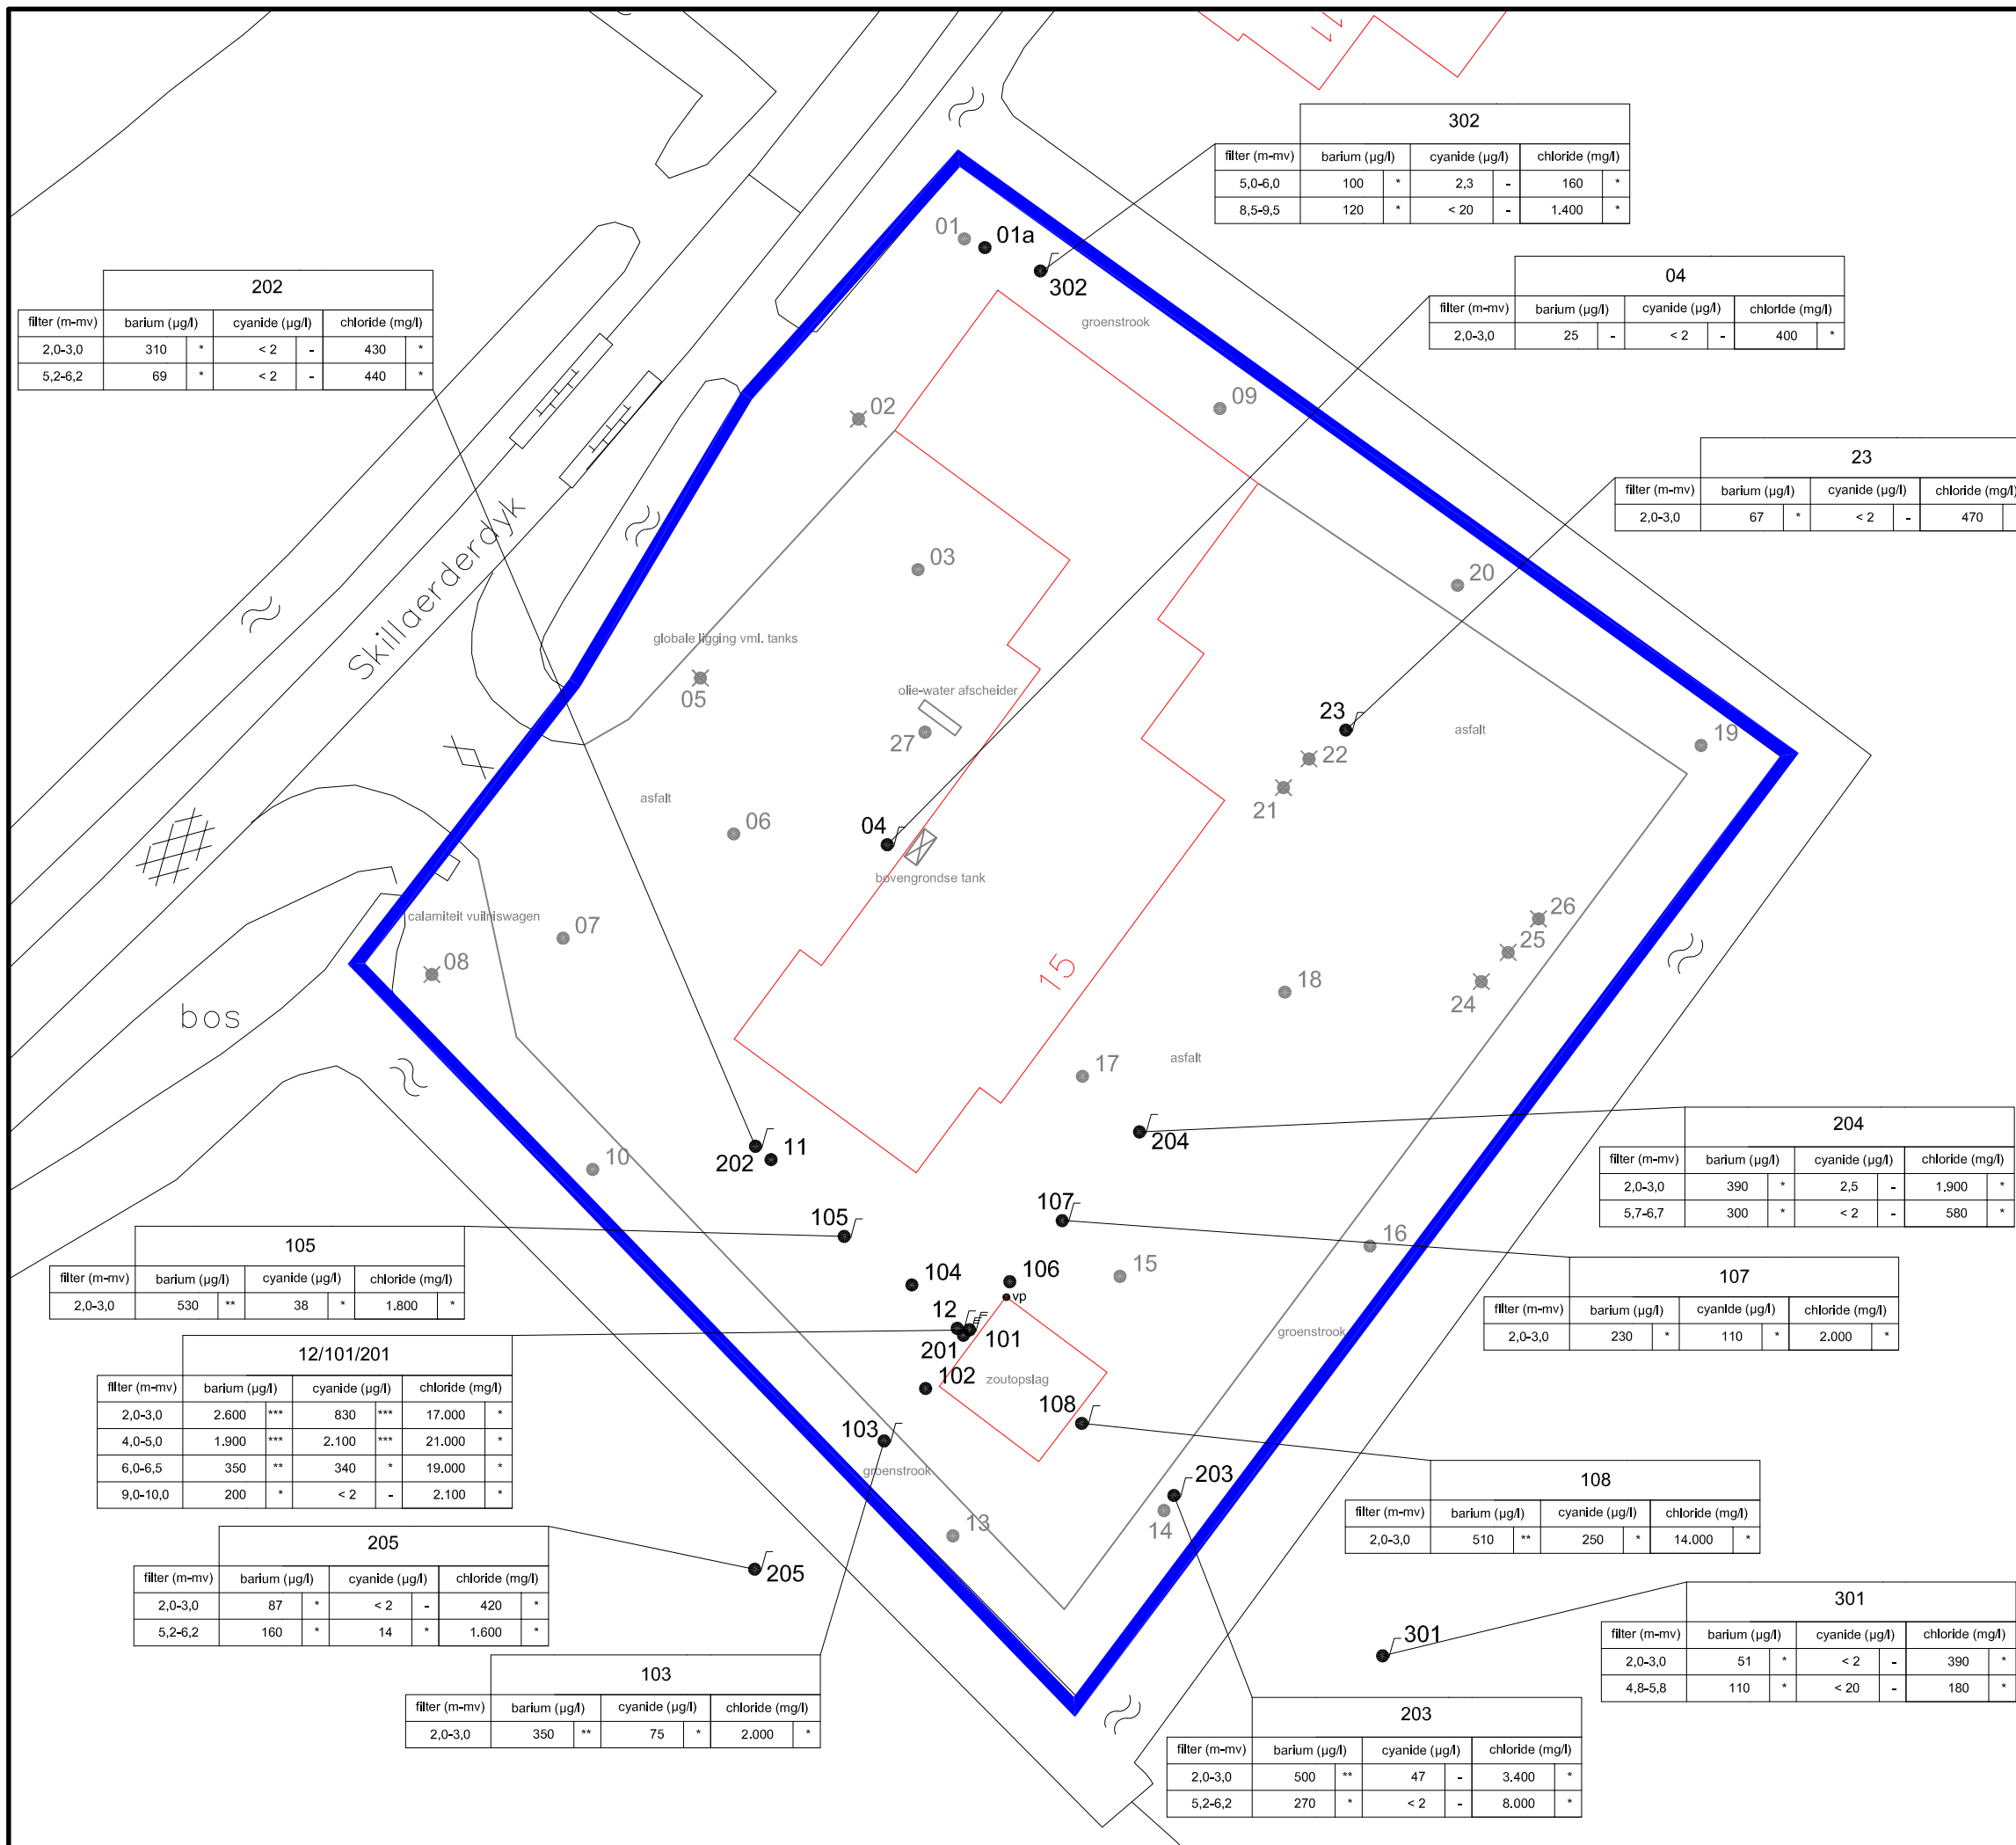 17
302
filter (m-mv) barium (µg/l) cyanide (µg/l) chloride (mg/l)
5,0-6,0 100 * 2,3 - 160 *
8,5-9,5 120 * < 20 - 1.400 *
01
01a
302
groenstrook
202
filter (m-mv) barium (µg/l) cyanide (µg/l) chloride (mg/l)
2,0-3,0 310 * < 2 - 430 *
5,2-6,2 69 * < 2 - 440 *
04
filter (m-mv) barium (µg/l) cyanide (µg/l) chloride (mg/l)
2,0-3,0 25 - < 2 - 400 *
02
09
23
filter (m-mv) barium (µg/l) cyanide (µg/l) chloride (mg/l)
2,0-3,0 67 * < 2 - 470
Skillaerderdyk
03
20
globale ligging vml. tanks
05
olie-water afscheider
27
23
asfalt
19
22
21
asfalt
06
04
bovengrondse tank
calamiteit vuilniswagen
07
08
26
25
24
15
18
bos
17
asfalt
204
204
filter (m-mv) barium (µg/l) cyanide (µg/l) chloride (mg/l)
2,0-3,0 390 * 2,5 - 1.900 *
5,7-6,7 300 * < 2 - 580 *
10
202
11
105
107
16
105
filter (m-mv) barium (µg/l) cyanide (µg/l) chloride (mg/l)
2,0-3,0 530 ** 38 * 1.800 *
104
106
15
vp
107
filter (m-mv) barium (µg/l) cyanide (µg/l) chloride (mg/l)
2,0-3,0 230 * 110 * 2.000 *
12
101
201
groenstrook
12/101/201
filter (m-mv) barium (µg/l) cyanide (µg/l) chloride (mg/l)
2,0-3,0 2.600 *** 830 *** 17.000 *
4,0-5,0 1.900 *** 2.100 *** 21.000 *
6,0-6,5 350 ** 340 * 19.000 *
9,0-10,0 200 * < 2 - 2.100 *
102
zoutopslag
108
103
groenstrook
203
14
13
108
filter (m-mv) barium (µg/l) cyanide (µg/l) chloride (mg/l)
2,0-3,0 510 ** 250 * 14.000 *
205
filter (m-mv) barium (µg/l) cyanide (µg/l) chloride (mg/l)
2,0-3,0 87 * < 2 - 420 *
5,2-6,2 160 * 14 * 1.600 *
205
301
301
filter (m-mv) barium (µg/l) cyanide (µg/l) chloride (mg/l)
2,0-3,0 51 * < 2 - 390 *
4,8-5,8 110 * < 20 - 180 *
103
filter (m-mv) barium (µg/l) cyanide (µg/l) chloride (mg/l)
2,0-3,0 350 ** 75 * 2.000 *
203
filter (m-mv) barium (µg/l) cyanide (µg/l) chloride (mg/l)
2,0-3,0 500 ** 47 - 3.400 *
5,2-6,2 270 * < 2 - 8.000 *